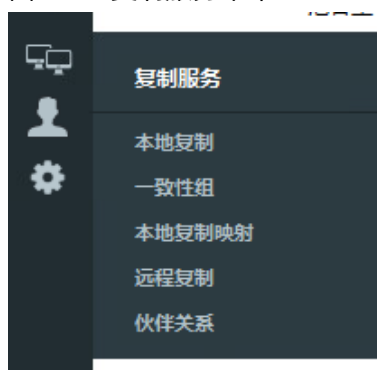 复制服务
本地复制
一致性组
本地复制映射
远程复制
伙伴关系